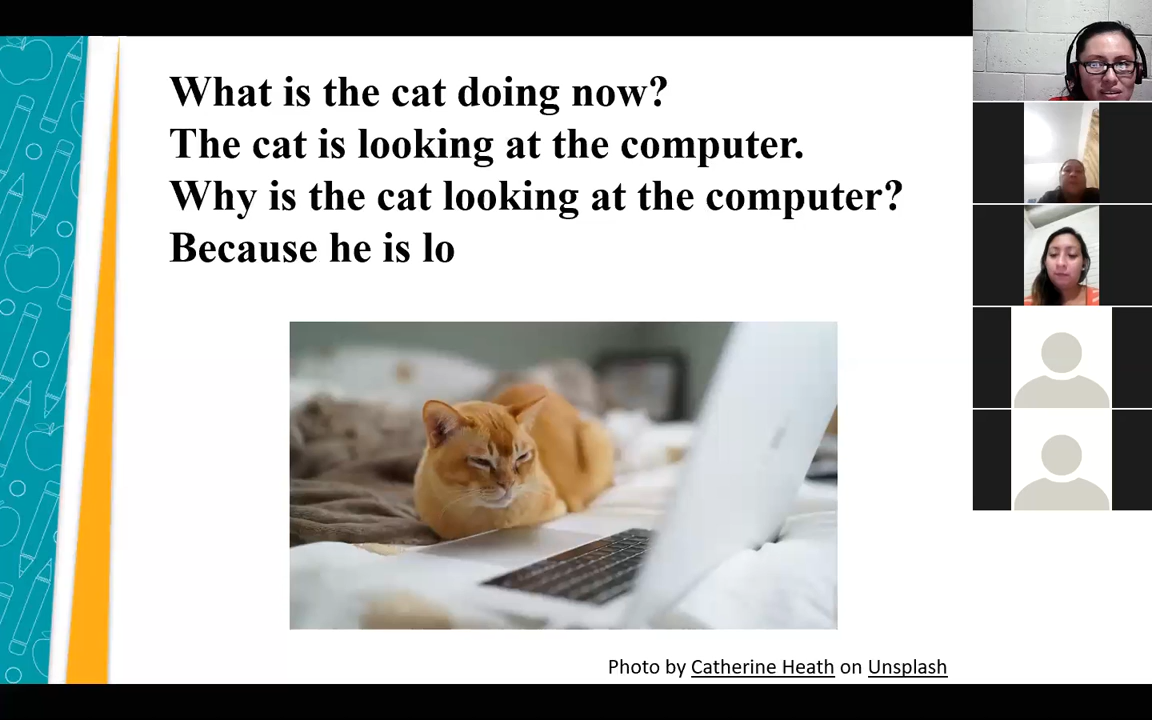 What is the cat doing now?
The cat is looking at the computer.
Why is the cat looking at the computer?
Because he is lo
Photo by Catherine Heath on Unsplash